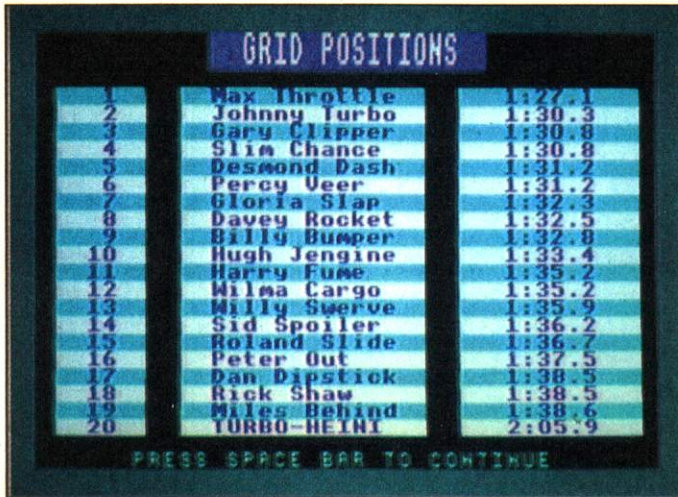 GRID POSITIONS
1 Max Throttle 1:27.1
2 Johnny Turbo 1:30.3
3 Gary Clipper 1:30.8
4 Slim Chance 1:30.8
5 Desmond Dash 1:31.2
6 Percy Veer 1:31.2
7 Gloria Slap 1:32.3
8 Davey Rocket 1:32.5
9 Billy Bumper 1:32.8
10 Hugh Jengine 1:33.4
11 Harry Fume 1:35.2
12 Wilma Cargo 1:35.2
13 Willy Swerve 1:35.9
14 Sid Spoiler 1:36.2
15 Roland Slide 1:36.7
16 Peter Out 1:37.5
17 Dan Dipstick 1:38.5
18 Rick Shaw 1:38.5
19 Miles Behind 1:38.6
20 TURBO-HEINI 2:05.9
PRESS SPACE BAR TO CONTINUE